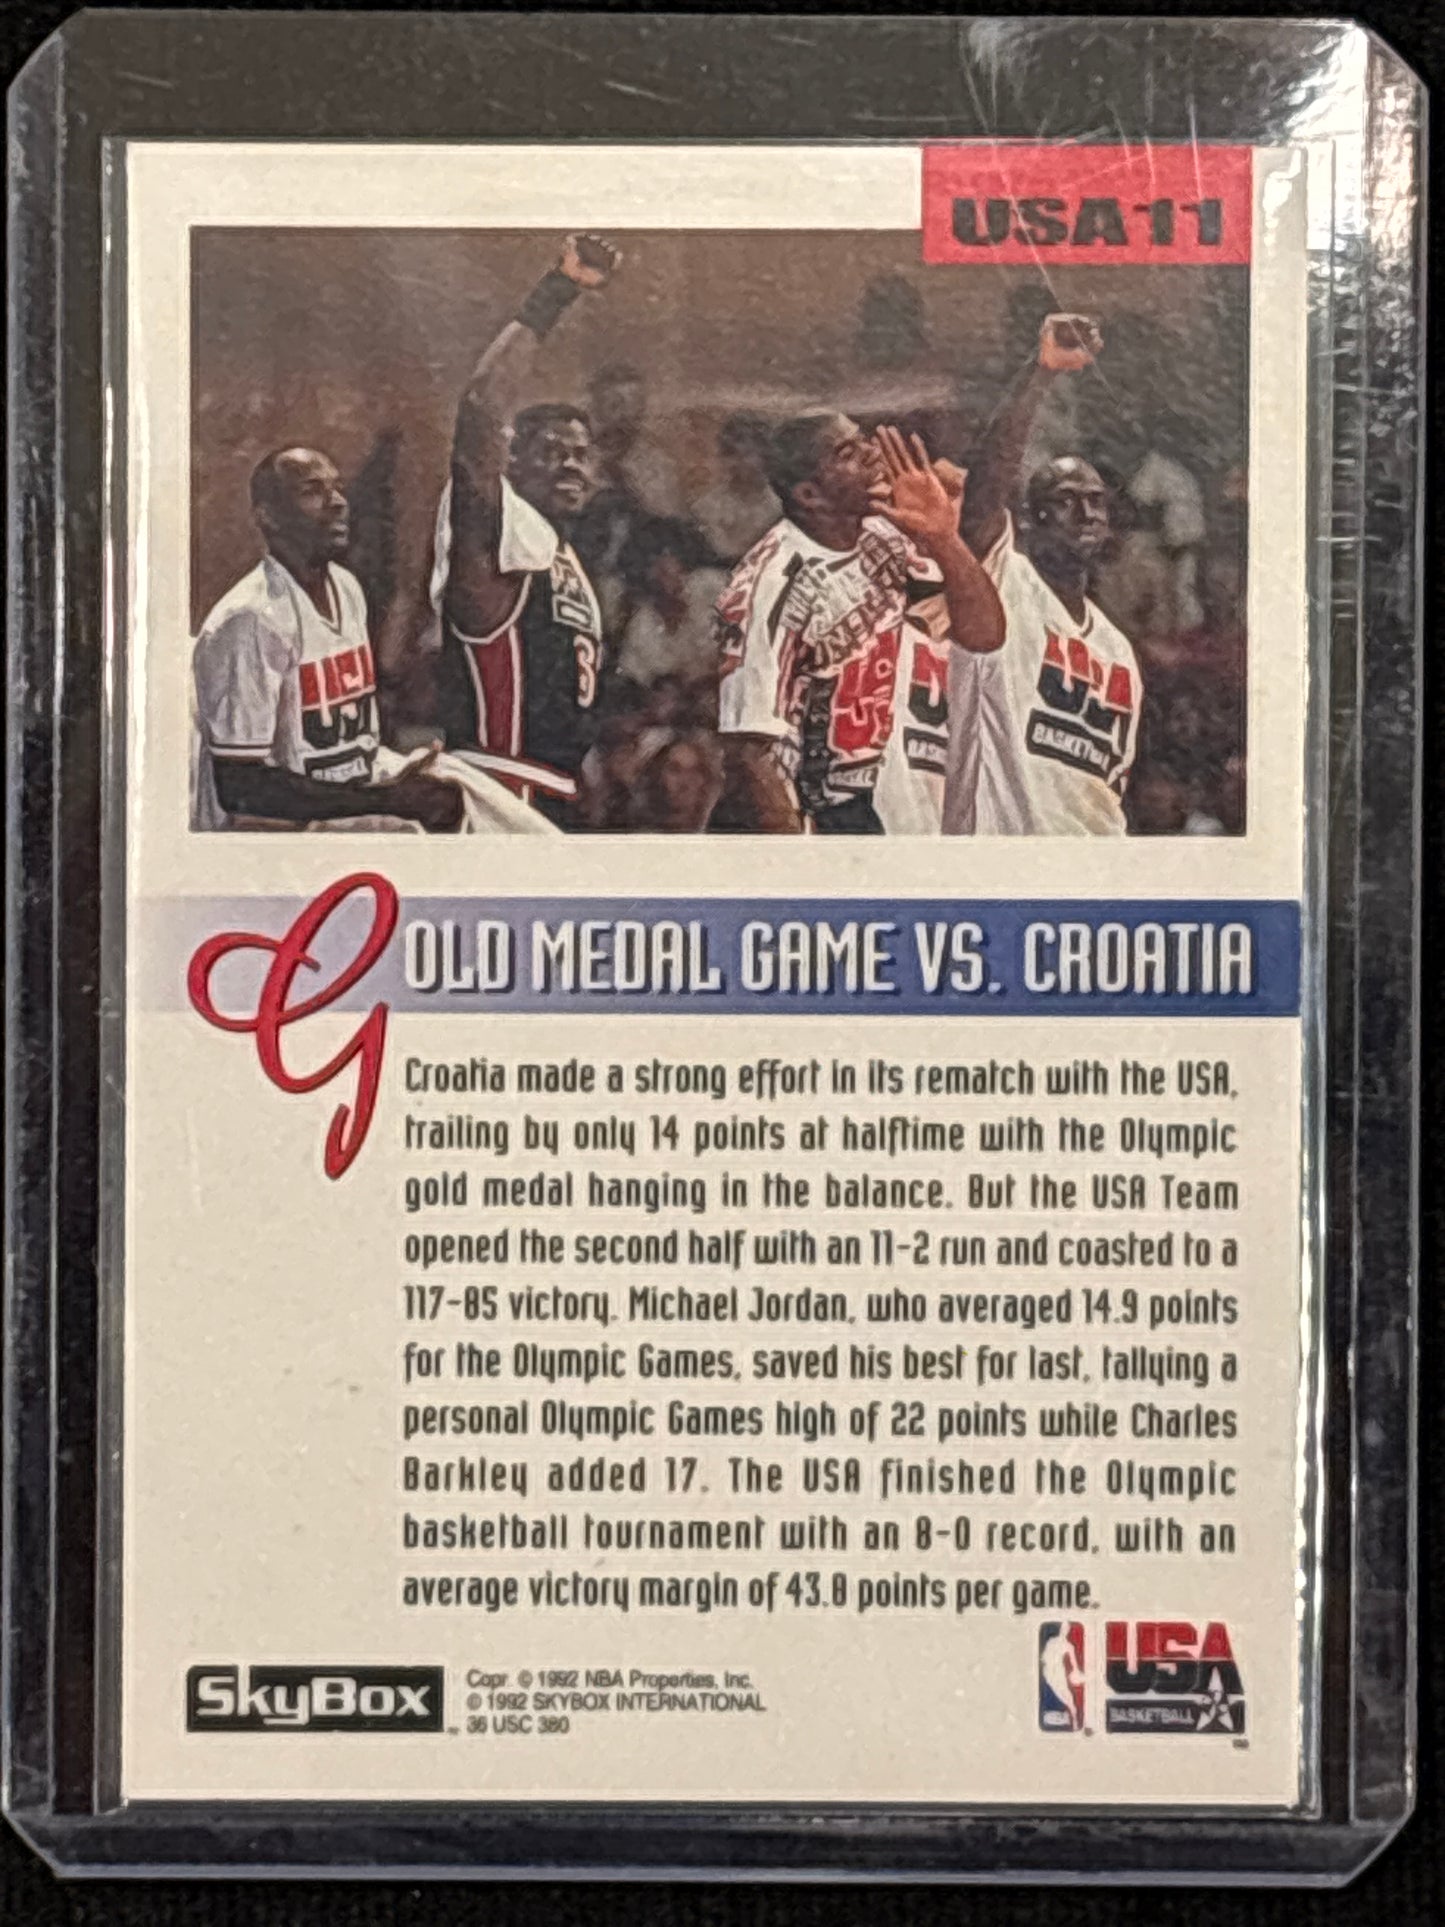 USA11
USA
BASKETBALL
USA
BASKETBALL
GOLD MEDAL GAME VS. CROATIA
Croatia made a strong effort in its rematch with the USA,
trailing by only 14 points at halftime with the Olympic
gold medal hanging in the balance. But the USA Team
opened the second half with an 11-2 run and coasted to a
117-85 victory. Michael Jordan, who averaged 14.9 points
for the Olympic Games, saved his best for last, tallying a
personal Olympic Games high of 22 points while Charles
Barkley added 17. The USA finished the Olympic
basketball tournament with an 8-0 record, with an
average victory margin of 43.8 points per game.
SkyBox
Copr. © 1992 NBA Properties, Inc.
© 1992 SKYBOX INTERNATIONAL
36 USC 380
NBA
USA
BASKETBALL